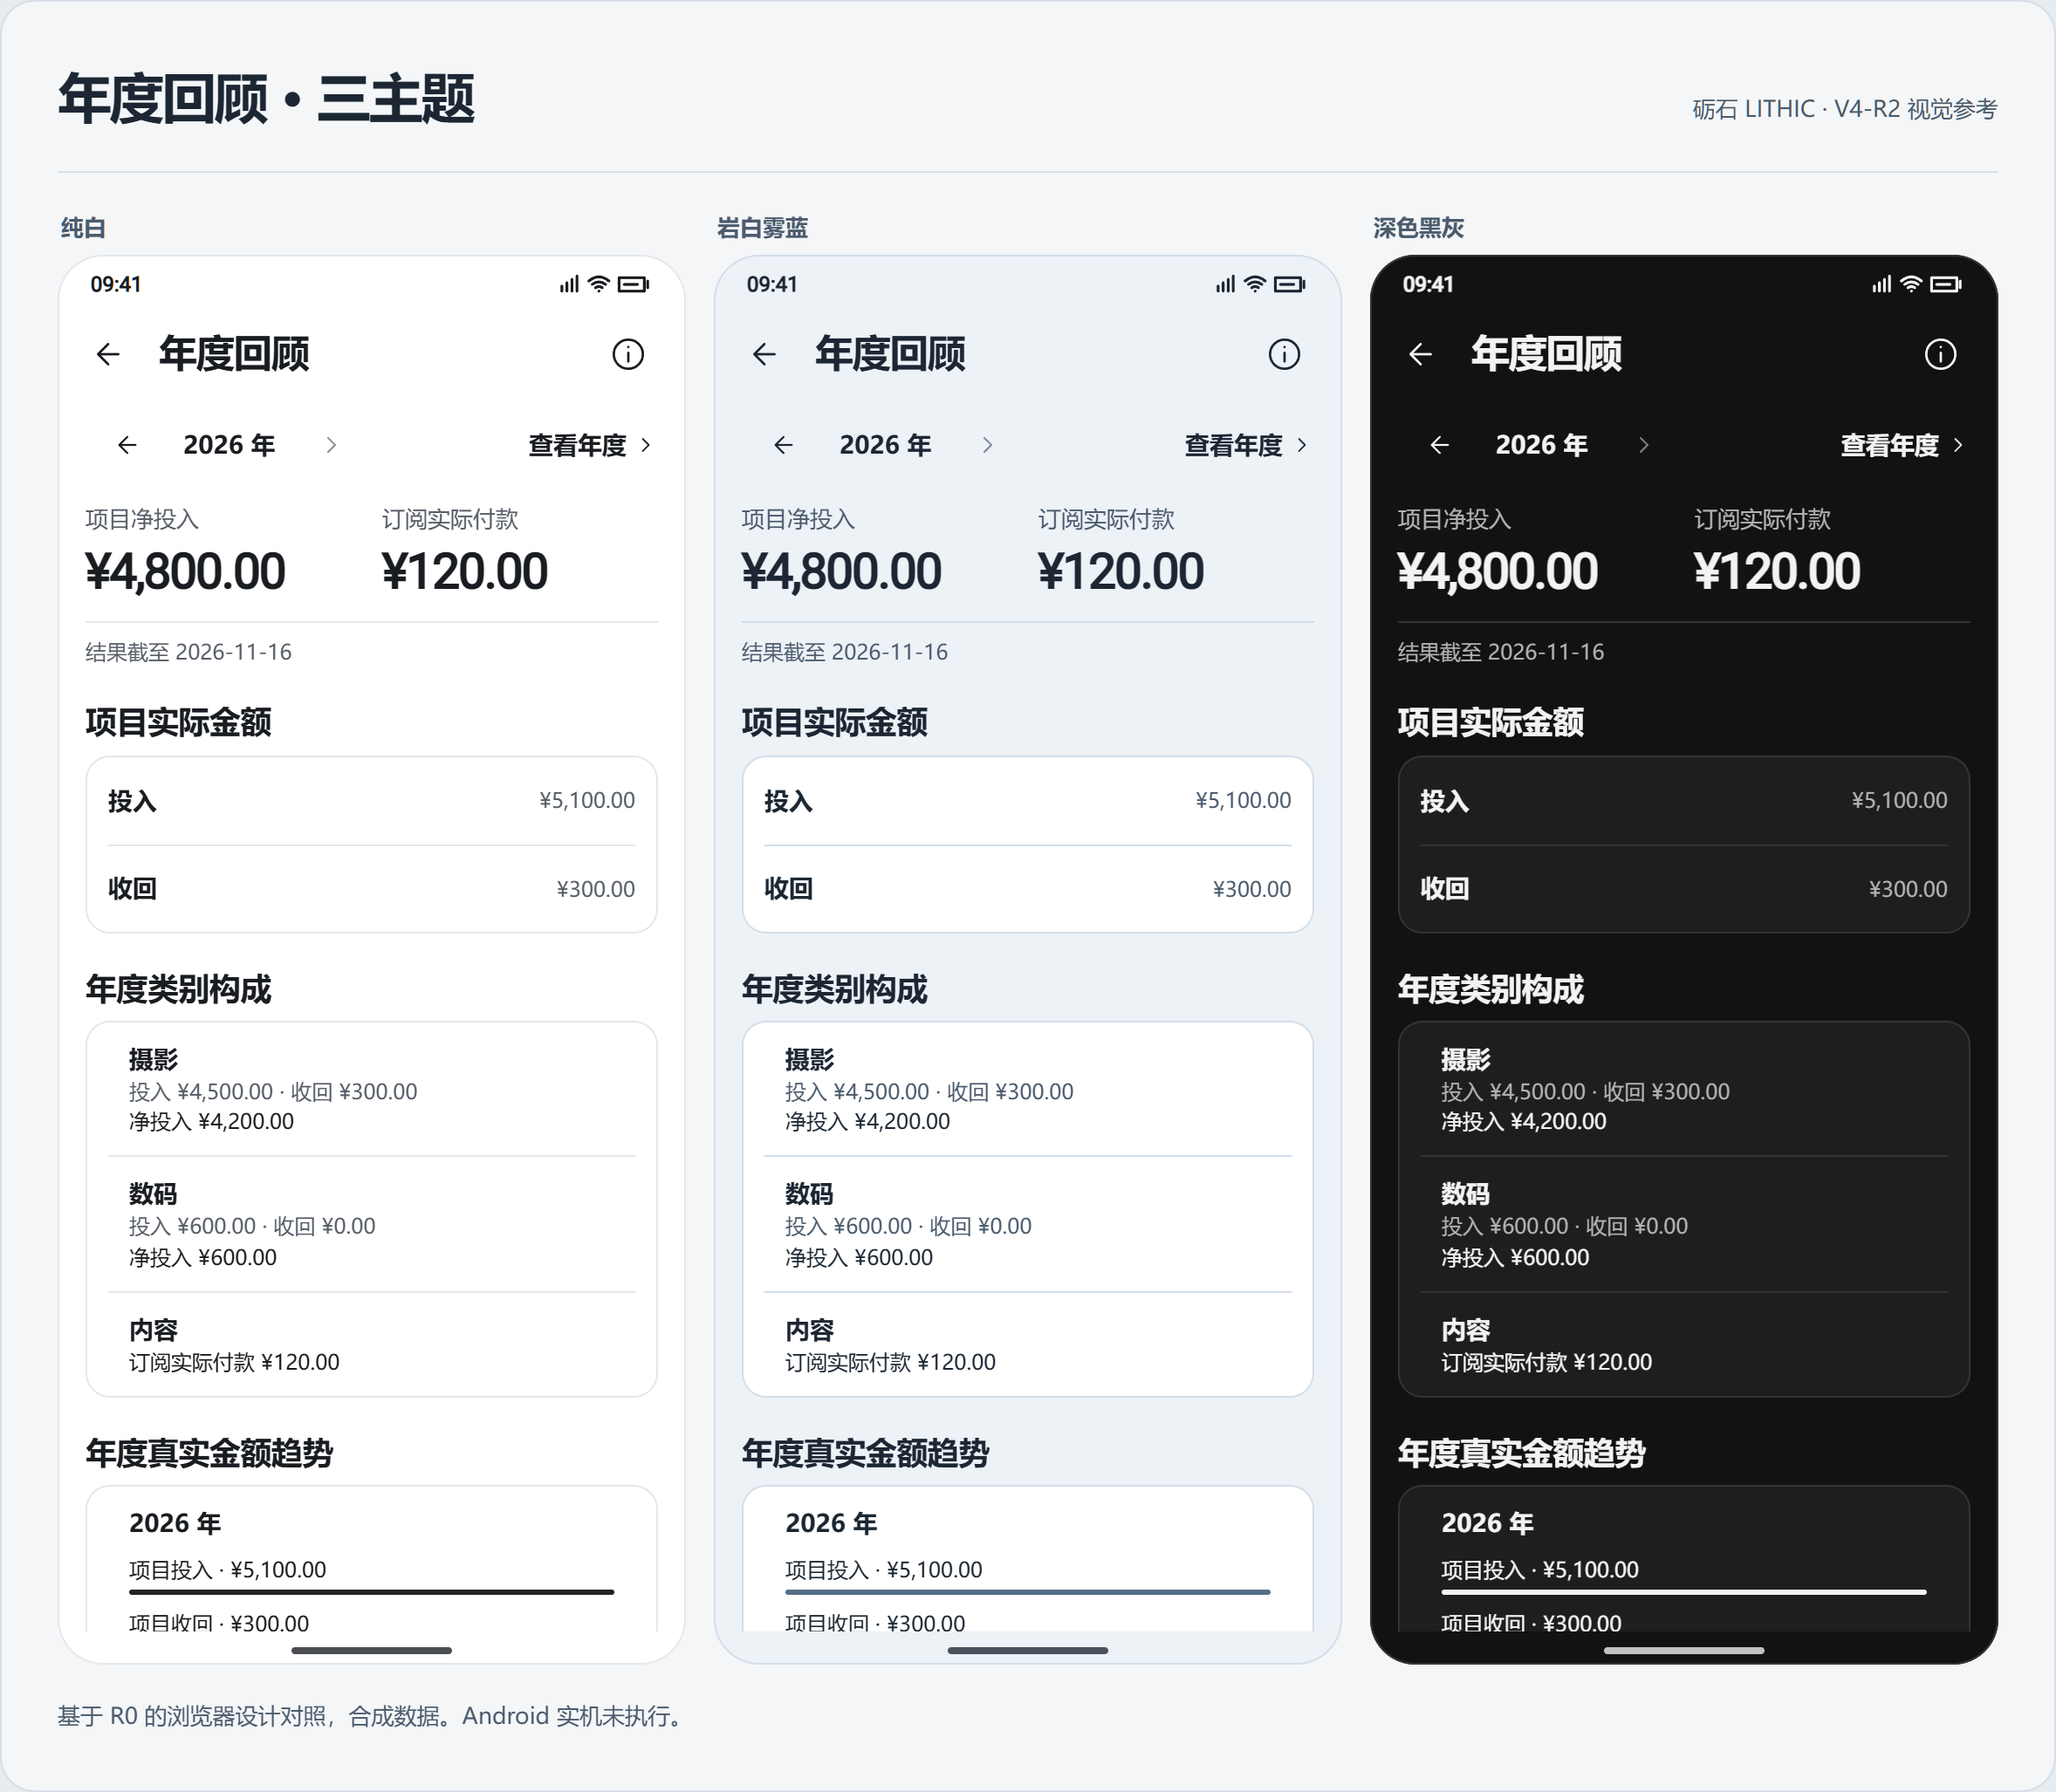 年度回顾 • 三主题
砺石 LITHIC · V4-R2 视觉参考
纯白
09:41
年度回顾
2026 年
查看年度
项目净投入
订阅实际付款
¥4,800.00
¥120.00
结果截至 2026-11-16
项目实际金额
投入
¥5,100.00
收回
¥300.00
年度类别构成
摄影
投入 ¥4,500.00 · 收回 ¥300.00
净投入 ¥4,200.00
数码
投入 ¥600.00 · 收回 ¥0.00
净投入 ¥600.00
内容
订阅实际付款 ¥120.00
年度真实金额趋势
2026 年
项目投入 · ¥5,100.00
项目收回 · ¥300.00
岩白雾蓝
09:41
年度回顾
2026 年
查看年度
项目净投入
订阅实际付款
¥4,800.00
¥120.00
结果截至 2026-11-16
项目实际金额
投入
¥5,100.00
收回
¥300.00
年度类别构成
摄影
投入 ¥4,500.00 · 收回 ¥300.00
净投入 ¥4,200.00
数码
投入 ¥600.00 · 收回 ¥0.00
净投入 ¥600.00
内容
订阅实际付款 ¥120.00
年度真实金额趋势
2026 年
项目投入 · ¥5,100.00
项目收回 · ¥300.00
深色黑灰
09:41
年度回顾
2026 年
查看年度
项目净投入
订阅实际付款
¥4,800.00
¥120.00
结果截至 2026-11-16
项目实际金额
投入
¥5,100.00
收回
¥300.00
年度类别构成
摄影
投入 ¥4,500.00 · 收回 ¥300.00
净投入 ¥4,200.00
数码
投入 ¥600.00 · 收回 ¥0.00
净投入 ¥600.00
内容
订阅实际付款 ¥120.00
年度真实金额趋势
2026 年
项目投入 · ¥5,100.00
项目收回 · ¥300.00
基于 R0 的浏览器设计对照，合成数据。Android 实机未执行。